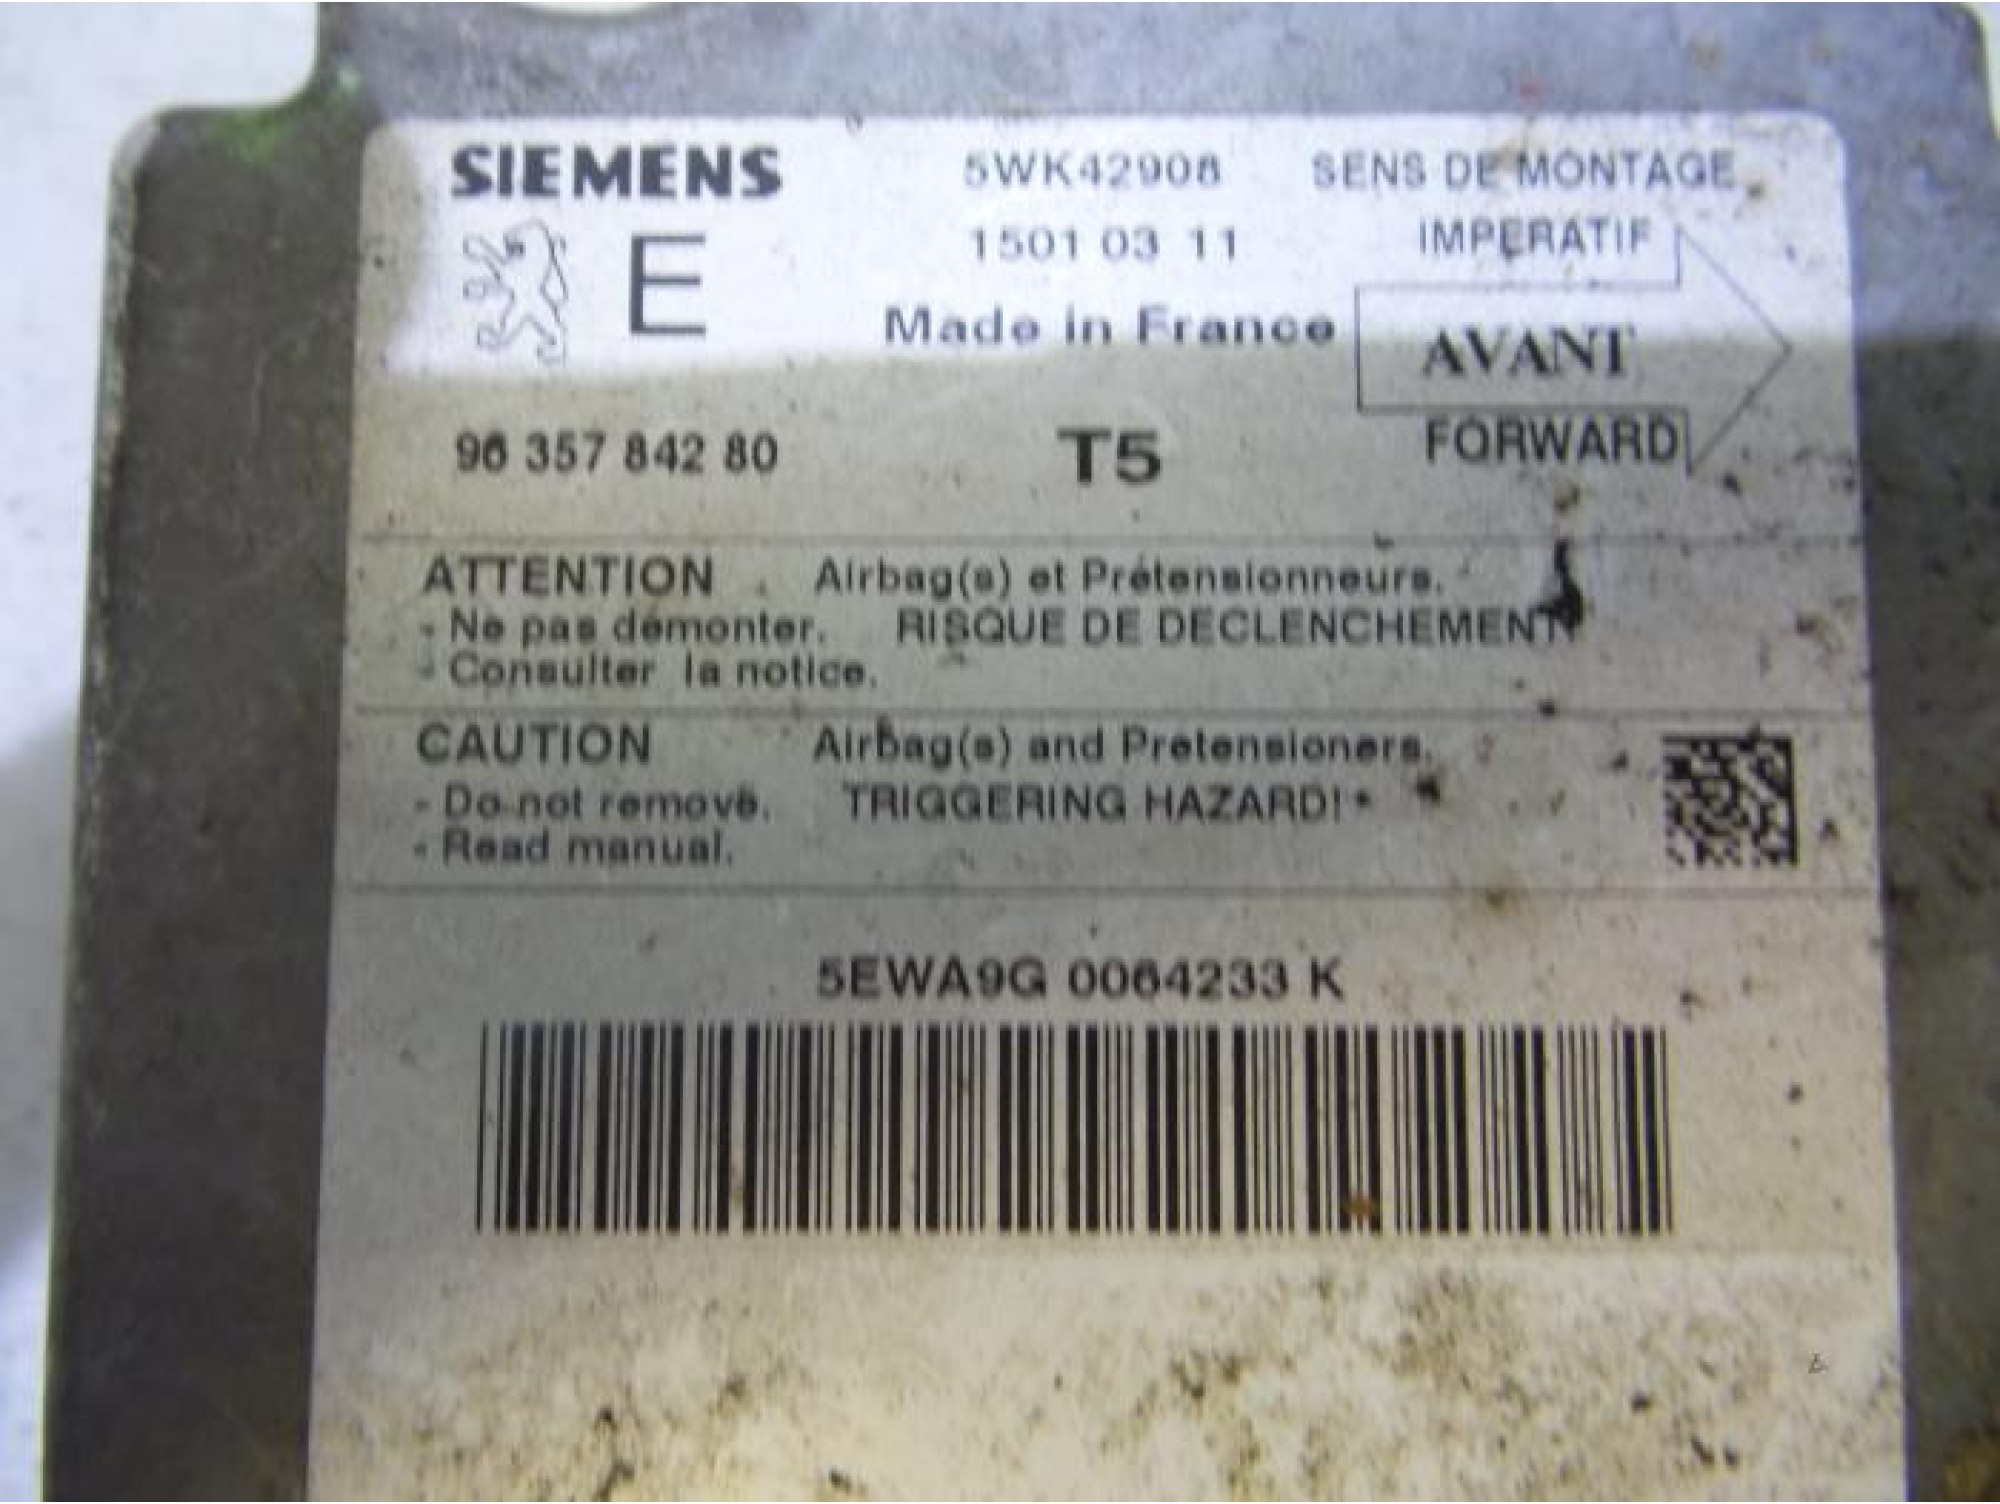 SIEMENS 5WK42908 SENS DE MONTAGE
E 1501 03 11 IMPERATIF
Made in France AVANT
96 357 842 80 T5 FORWARD
ATTENTION Airbag(s) et Prétensionneurs.
- Ne pas démonter. RISQUE DE DECLENCHEMENT
- Consulter la notice.
CAUTION Airbag(s) and Pretensioners.
- Do not remove. TRIGGERING HAZARD!
- Read manual.
5EWA9G 0064233 K